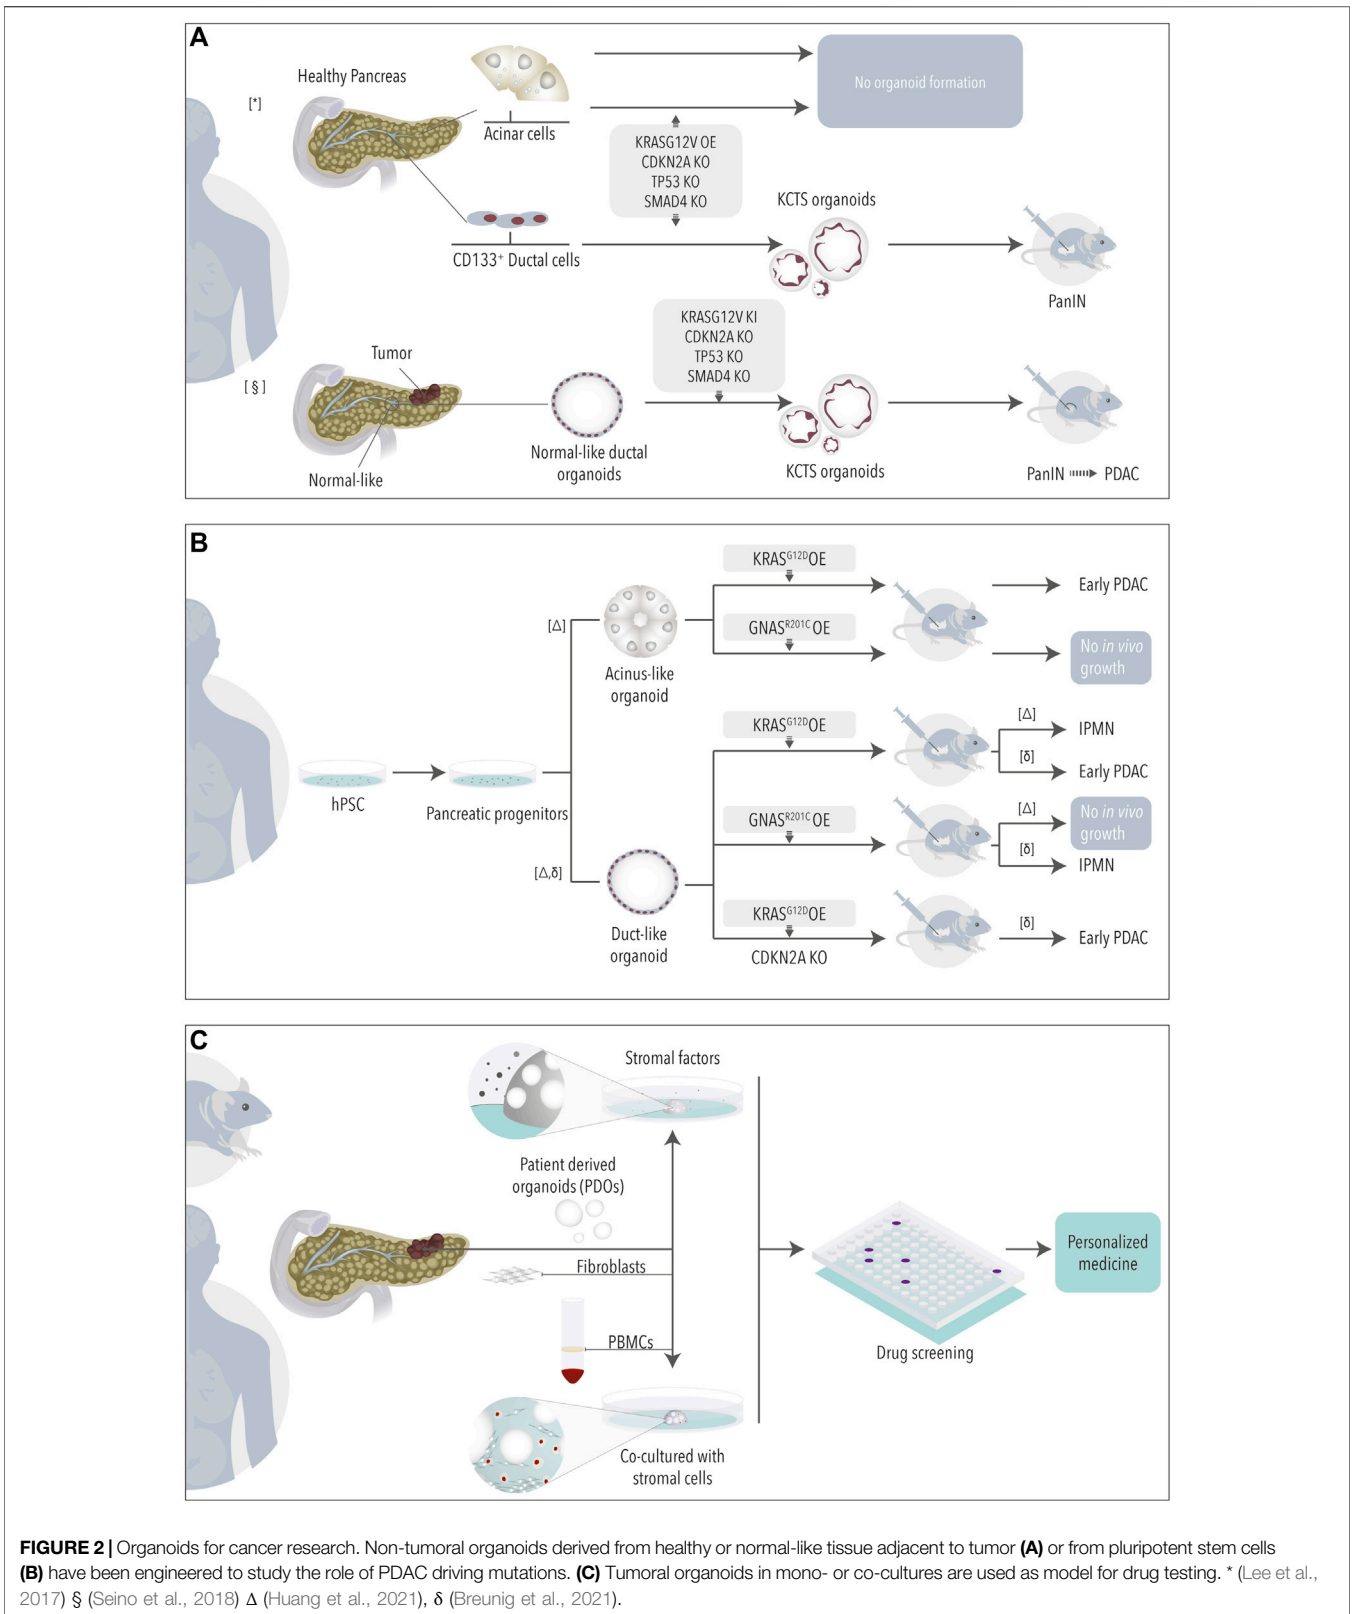 A
Healthy Pancreas
[*]
Acinar cells
No organoid formation
KRASG12V OE
CDKN2A KO
TP53 KO
SMAD4 KO
CD133⁺ Ductal cells
KCTS organoids
PanIN
[ § ]
Tumor
Normal-like
Normal-like ductal
organoids
KRASG12V KI
CDKN2A KO
TP53 KO
SMAD4 KO
KCTS organoids
PanIN PDAC
B
hPSC
Pancreatic progenitors
[Δ]
Acinus-like
organoid
KRASᴳ¹²ᴰOE
Early PDAC
GNASᴿ²⁰¹ᶜ OE
No in vivo
growth
[Δ,δ]
Duct-like
organoid
KRASᴳ¹²ᴰOE
[Δ]
IPMN
[δ]
Early PDAC
GNASᴿ²⁰¹ᶜ OE
[Δ]
No in vivo
growth
[δ]
IPMN
KRASᴳ¹²ᴰOE
CDKN2A KO
[δ]
Early PDAC
C
Stromal factors
Patient derived
organoids (PDOs)
Fibroblasts
PBMCs
Co-cultured with
stromal cells
Drug screening
Personalized
medicine
FIGURE 2 | Organoids for cancer research. Non-tumoral organoids derived from healthy or normal-like tissue adjacent to tumor (A) or from pluripotent stem cells
(B) have been engineered to study the role of PDAC driving mutations. (C) Tumoral organoids in mono- or co-cultures are used as model for drug testing. * (Lee et al.,
2017) § (Seino et al., 2018) Δ (Huang et al., 2021), δ (Breunig et al., 2021).